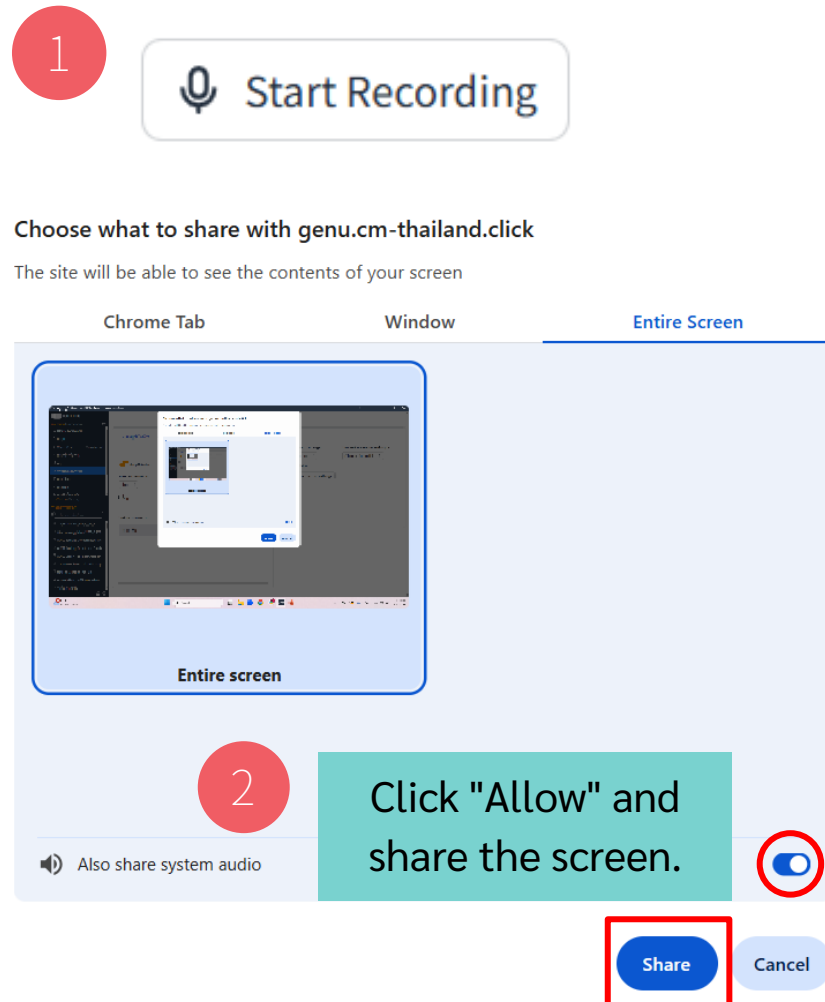 1
Start Recording
Choose what to share with genu.cm-thailand.click
The site will be able to see the contents of your screen
Chrome Tab
Window
Entire Screen
Entire screen
2
Click "Allow" and
share the screen.
Also share system audio
Share
Cancel